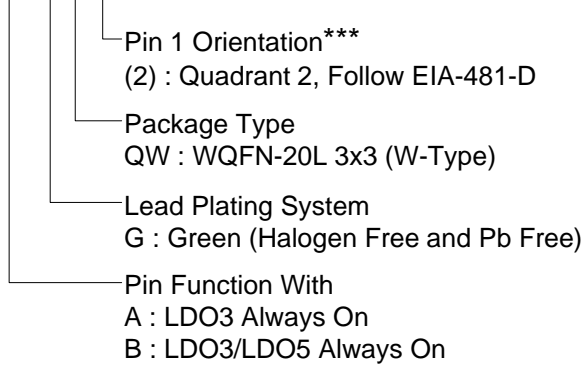 Pin 1 Orientation***
(2) : Quadrant 2, Follow EIA-481-D
Package Type
QW : WQFN-20L 3x3 (W-Type)
Lead Plating System
G : Green (Halogen Free and Pb Free)
Pin Function With
A : LDO3 Always On
B : LDO3/LDO5 Always On